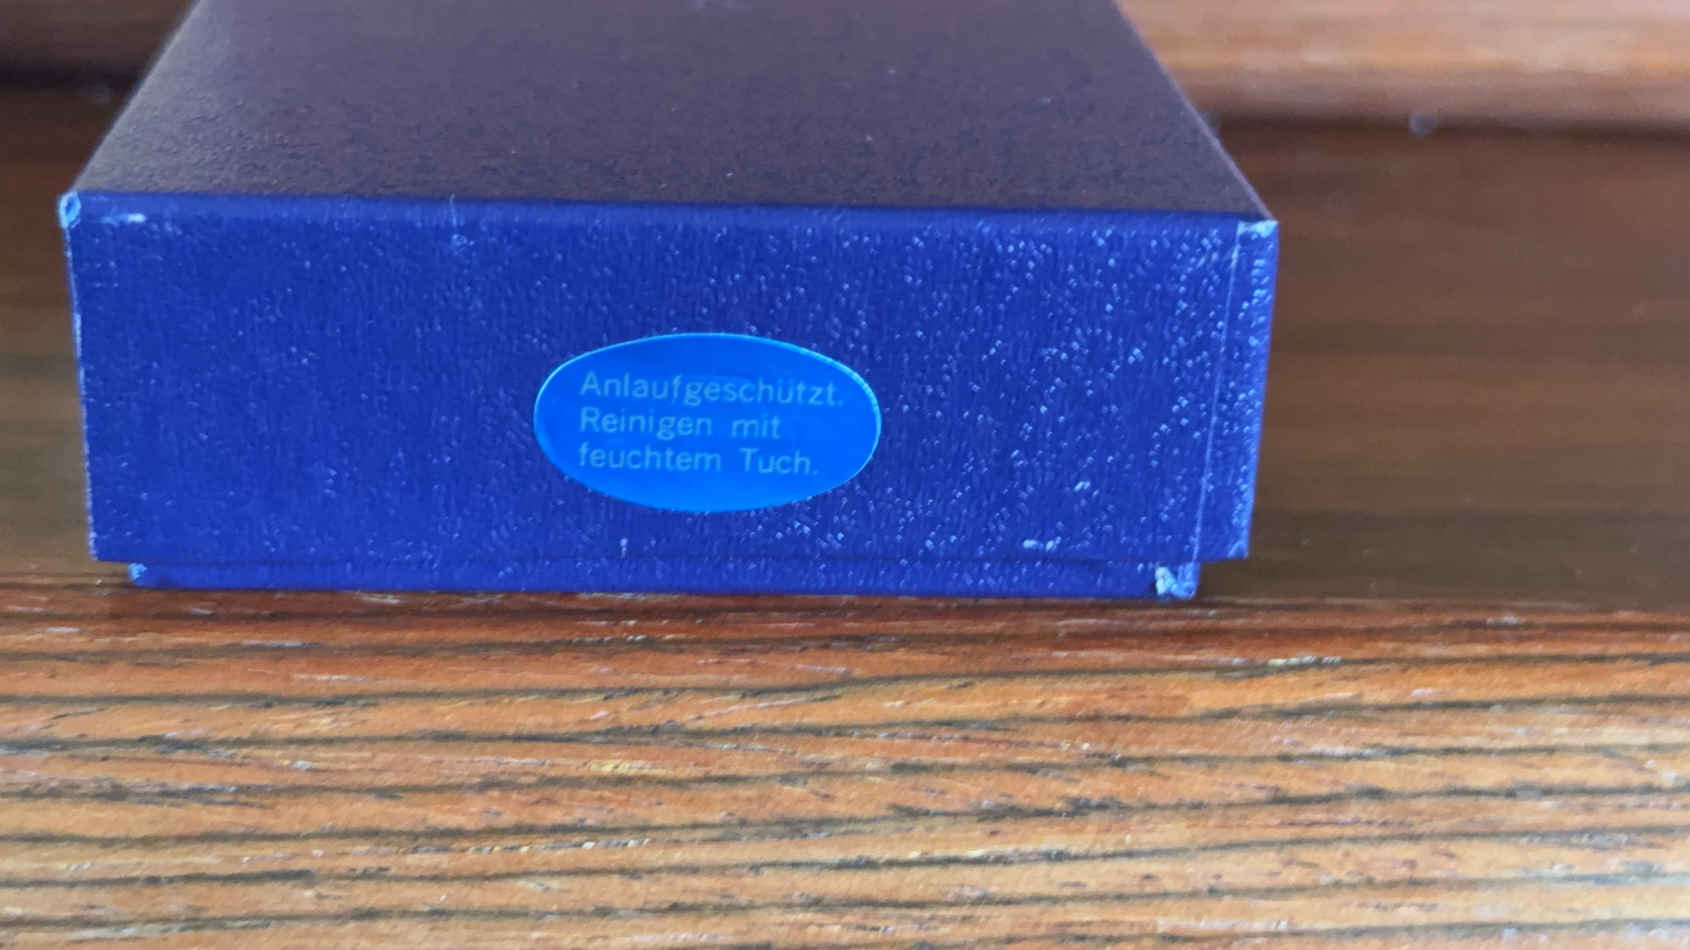 Anlaufgeschützt.
Reinigen mit
feuchtem Tuch.